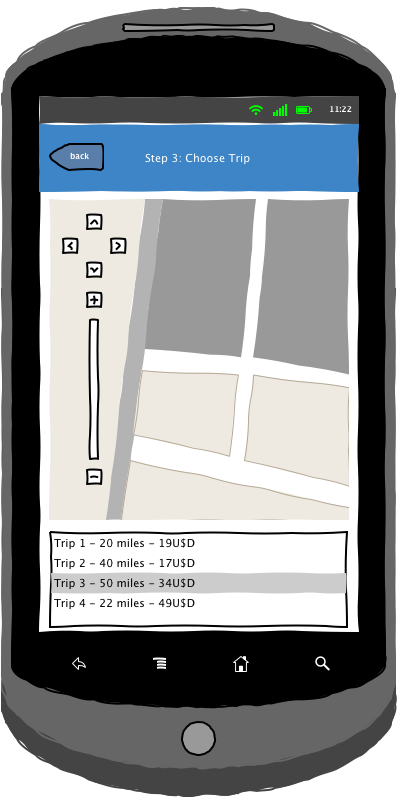 11:22
back
Step 3: Choose Trip
Trip 1 – 20 miles – 19U$D
Trip 2 – 40 miles – 17U$D
Trip 3 – 50 miles – 34U$D
Trip 4 – 22 miles – 49U$D